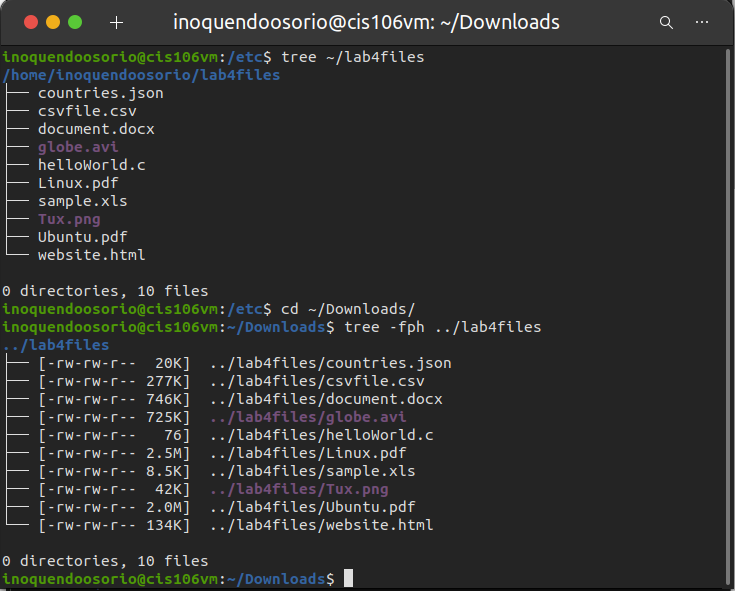 inoquendoosorio@cis106vm: ~/Downloads
inoquendoosorio@cis106vm:/etc$ tree ~/lab4files
/home/inoquendoosorio/lab4files
├── countries.json
├── csvfile.csv
├── document.docx
├── globe.avi
├── helloWorld.c
├── Linux.pdf
├── sample.xls
├── Tux.png
├── Ubuntu.pdf
└── website.html

0 directories, 10 files
inoquendoosorio@cis106vm:/etc$ cd ~/Downloads/
inoquendoosorio@cis106vm:~/Downloads$ tree -fph ../lab4files
../lab4files
├── [-rw-rw-r--  20K]  ../lab4files/countries.json
├── [-rw-rw-r-- 277K]  ../lab4files/csvfile.csv
├── [-rw-rw-r-- 746K]  ../lab4files/document.docx
├── [-rw-rw-r-- 725K]  ../lab4files/globe.avi
├── [-rw-rw-r--   76]  ../lab4files/helloWorld.c
├── [-rw-rw-r-- 2.5M]  ../lab4files/Linux.pdf
├── [-rw-rw-r-- 8.5K]  ../lab4files/sample.xls
├── [-rw-rw-r--  42K]  ../lab4files/Tux.png
├── [-rw-rw-r-- 2.0M]  ../lab4files/Ubuntu.pdf
└── [-rw-rw-r-- 134K]  ../lab4files/website.html

0 directories, 10 files
inoquendoosorio@cis106vm:~/Downloads$